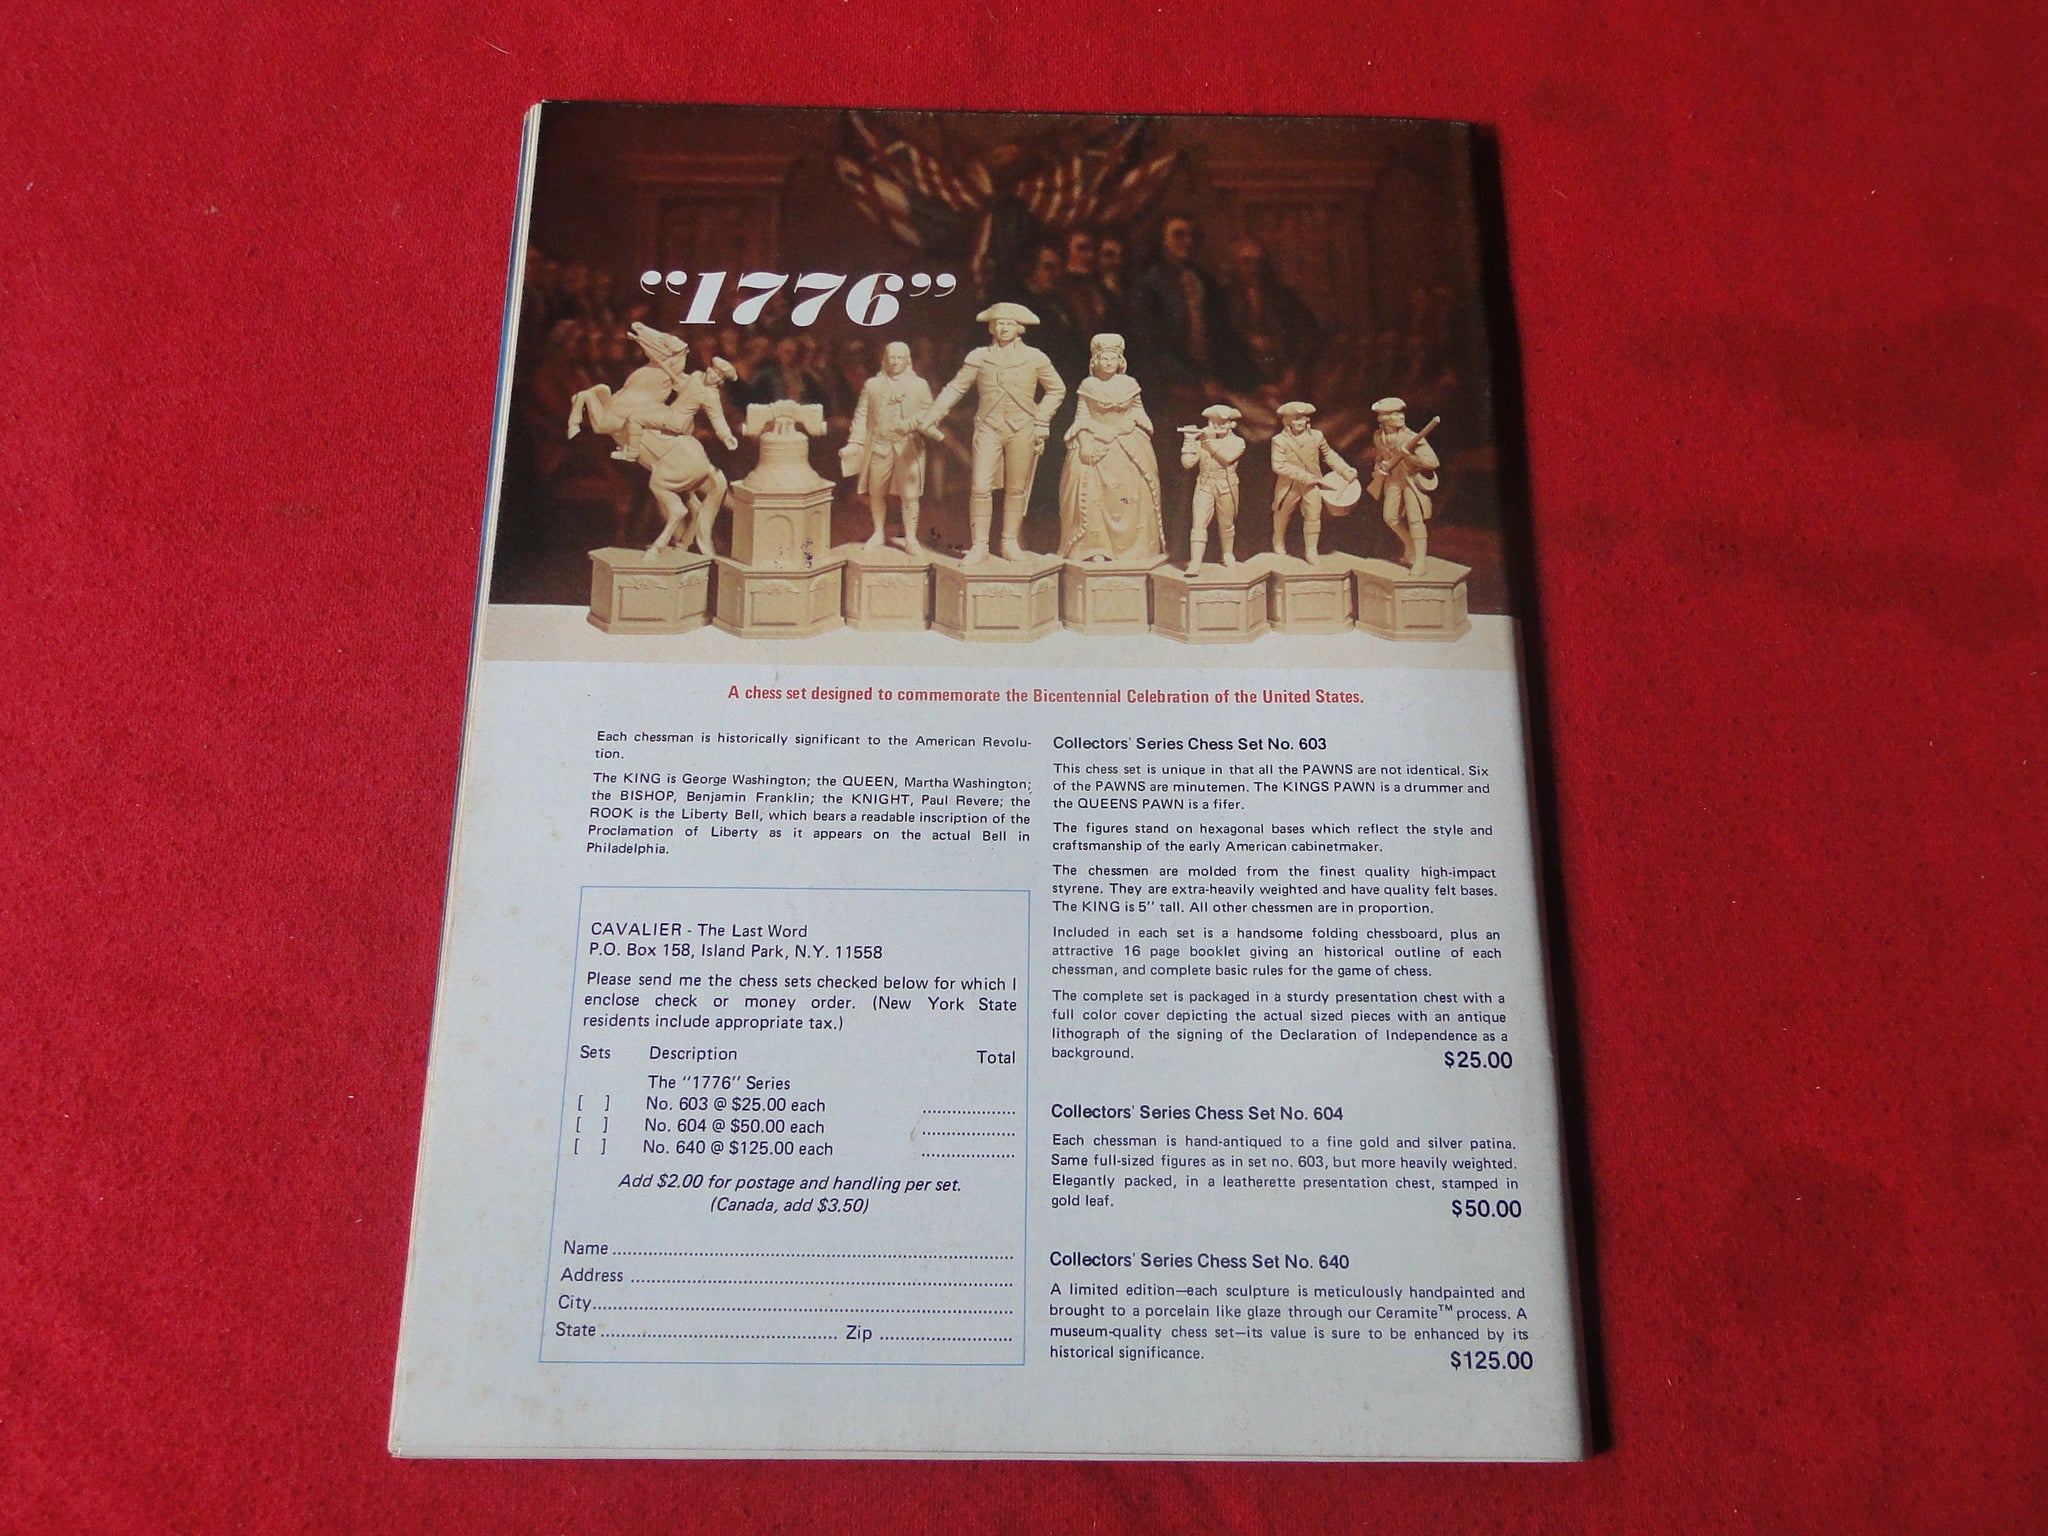 “1776”
A chess set designed to commemorate the Bicentennial Celebration of the United States.
Each chessman is historically significant to the American Revolu-
tion.
The KING is George Washington; the QUEEN, Martha Washington;
the BISHOP, Benjamin Franklin; the KNIGHT, Paul Revere; the
ROOK is the Liberty Bell, which bears a readable inscription of the
Proclamation of Liberty as it appears on the actual Bell in
Philadelphia.
CAVALIER - The Last Word
P.O. Box 158, Island Park, N.Y. 11558
Please send me the chess sets checked below for which I
enclose check or money order. (New York State
residents include appropriate tax.)
Sets Description Total
The "1776" Series
[ ] No. 603 @ $25.00 each ...................
[ ] No. 604 @ $50.00 each ...................
[ ] No. 640 @ $125.00 each ...................
Add $2.00 for postage and handling per set.
(Canada, add $3.50)
Name ................................................................
Address .............................................................
City...................................................................
State ...................................... Zip .....................
Collectors' Series Chess Set No. 603
This chess set is unique in that all the PAWNS are not identical. Six
of the PAWNS are minutemen. The KINGS PAWN is a drummer and
the QUEENS PAWN is a fifer.
The figures stand on hexagonal bases which reflect the style and
craftsmanship of the early American cabinetmaker.
The chessmen are molded from the finest quality high-impact
styrene. They are extra-heavily weighted and have quality felt bases.
The KING is 5" tall. All other chessmen are in proportion.
Included in each set is a handsome folding chessboard, plus an
attractive 16 page booklet giving an historical outline of each
chessman, and complete basic rules for the game of chess.
The complete set is packaged in a sturdy presentation chest with a
full color cover depicting the actual sized pieces with an antique
lithograph of the signing of the Declaration of Independence as a
background. $25.00
Collectors' Series Chess Set No. 604
Each chessman is hand-antiqued to a fine gold and silver patina.
Same full-sized figures as in set no. 603, but more heavily weighted.
Elegantly packed, in a leatherette presentation chest, stamped in
gold leaf. $50.00
Collectors' Series Chess Set No. 640
A limited edition—each sculpture is meticulously handpainted and
brought to a porcelain like glaze through our Ceramite™ process. A
museum-quality chess set—its value is sure to be enhanced by its
historical significance. $125.00